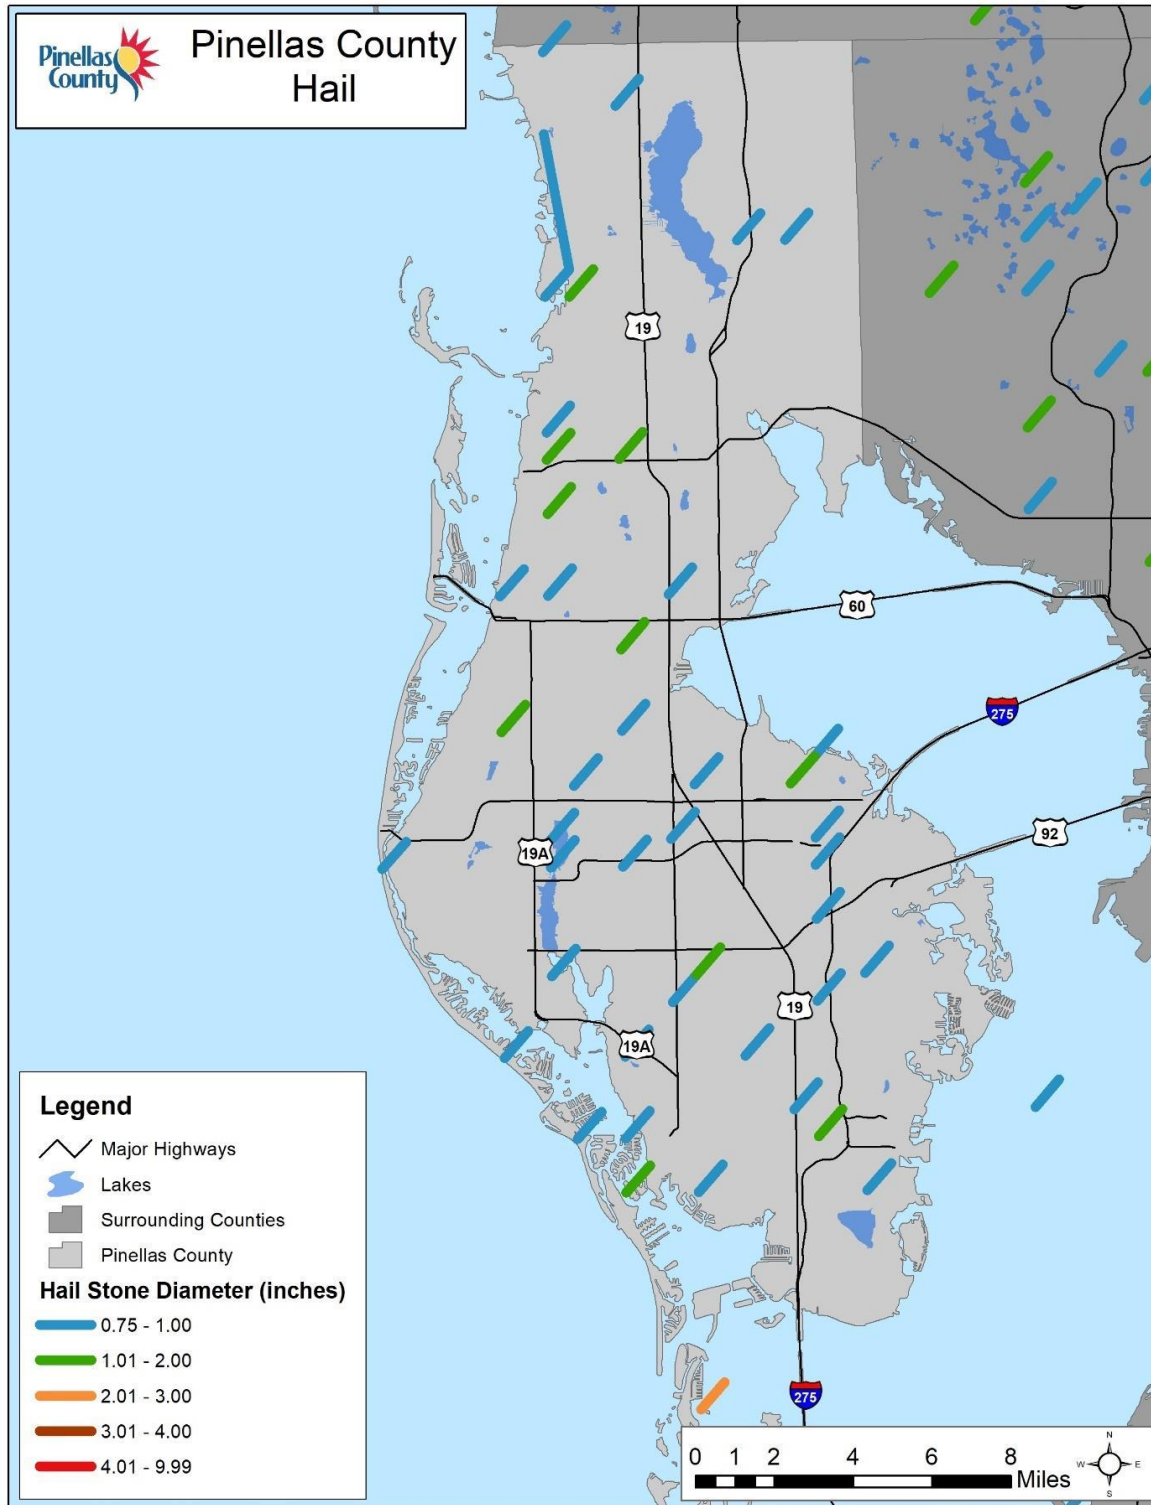 Pinellas
County
Pinellas County
Hail
19
60
275
92
19A
19
19A
275
Legend
Major Highways
Lakes
Surrounding Counties
Pinellas County
Hail Stone Diameter (inches)
0.75 - 1.00
1.01 - 2.00
2.01 - 3.00
3.01 - 4.00
4.01 - 9.99
0 1 2 4 6 8
Miles
N
W E
S